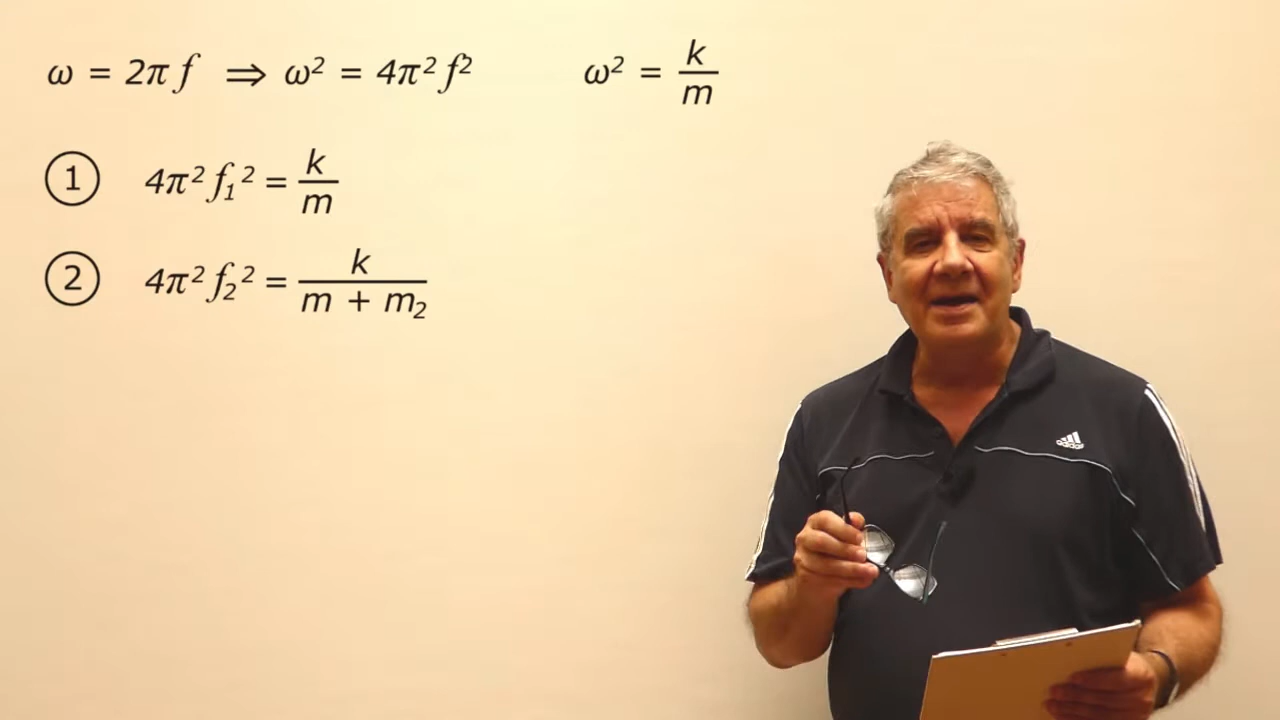 ω = 2π f ⇒ ω² = 4π² f² ω² = k/m
① 4π² f₁² = k/m
② 4π² f₂² = k/(m + m₂)
adidas